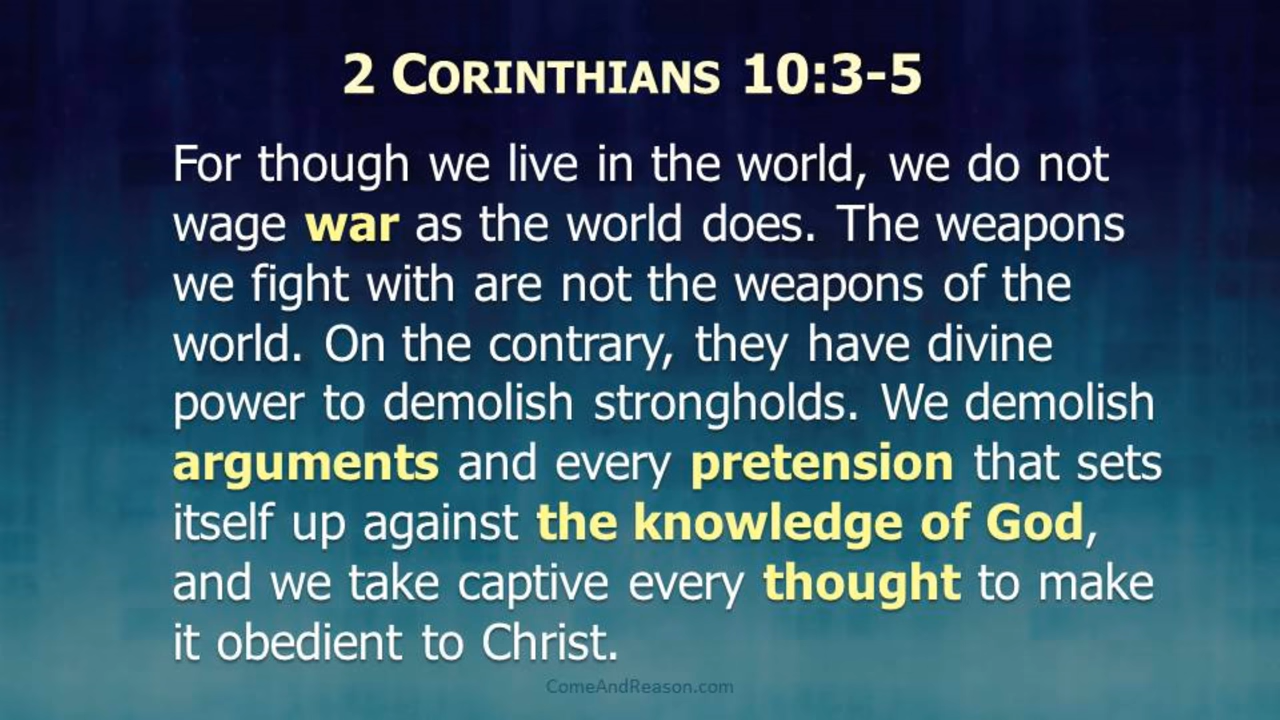 2 CORINTHIANS 10:3-5
For though we live in the world, we do not
wage war as the world does. The weapons
we fight with are not the weapons of the
world. On the contrary, they have divine
power to demolish strongholds. We demolish
arguments and every pretension that sets
itself up against the knowledge of God,
and we take captive every thought to make
it obedient to Christ.
ComeAndReason.com